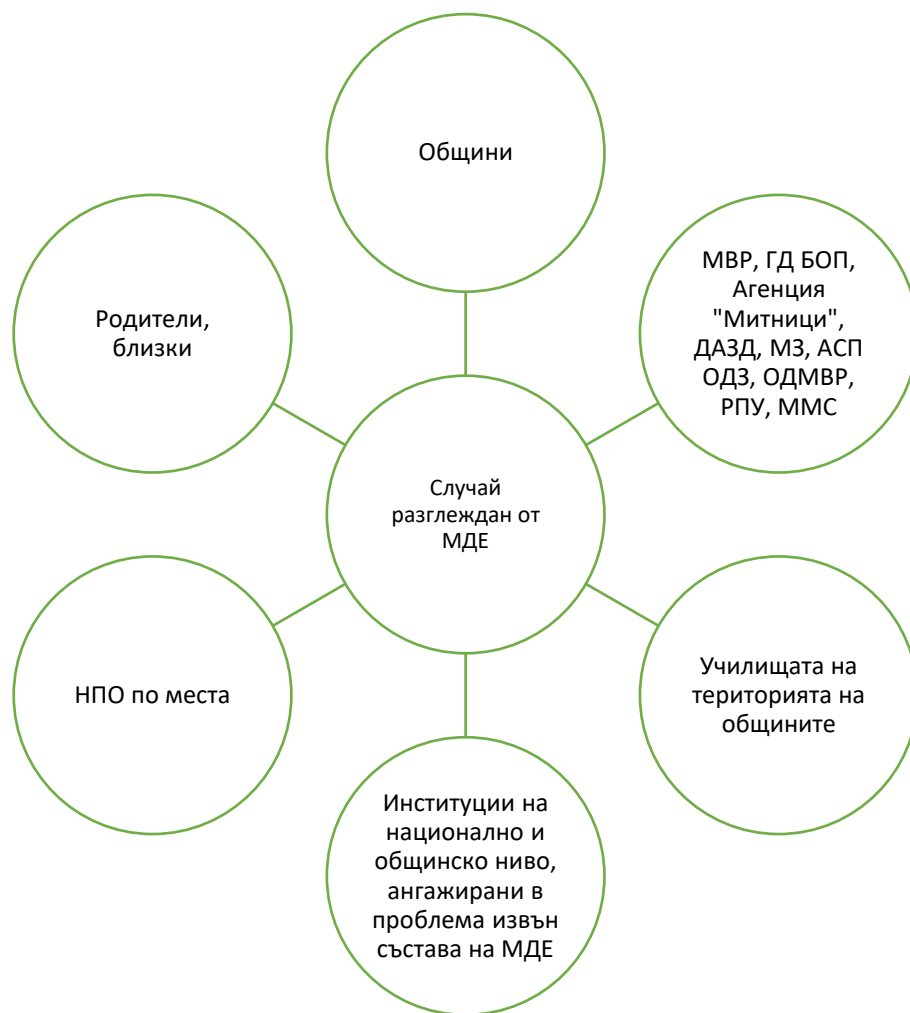 Общини
МВР, ГД БОП,
Агенция
"Митници",
ДАЗД, МЗ, АСП
ОДЗ, ОДМВР,
РПУ, ММС
Родители,
близки
Случай
разглеждан от
МДЕ
НПО по места
Училищата на
територията на
общините
Институции на
национално и
общинско ниво,
ангажирани в
проблема извън
състава на МДЕ